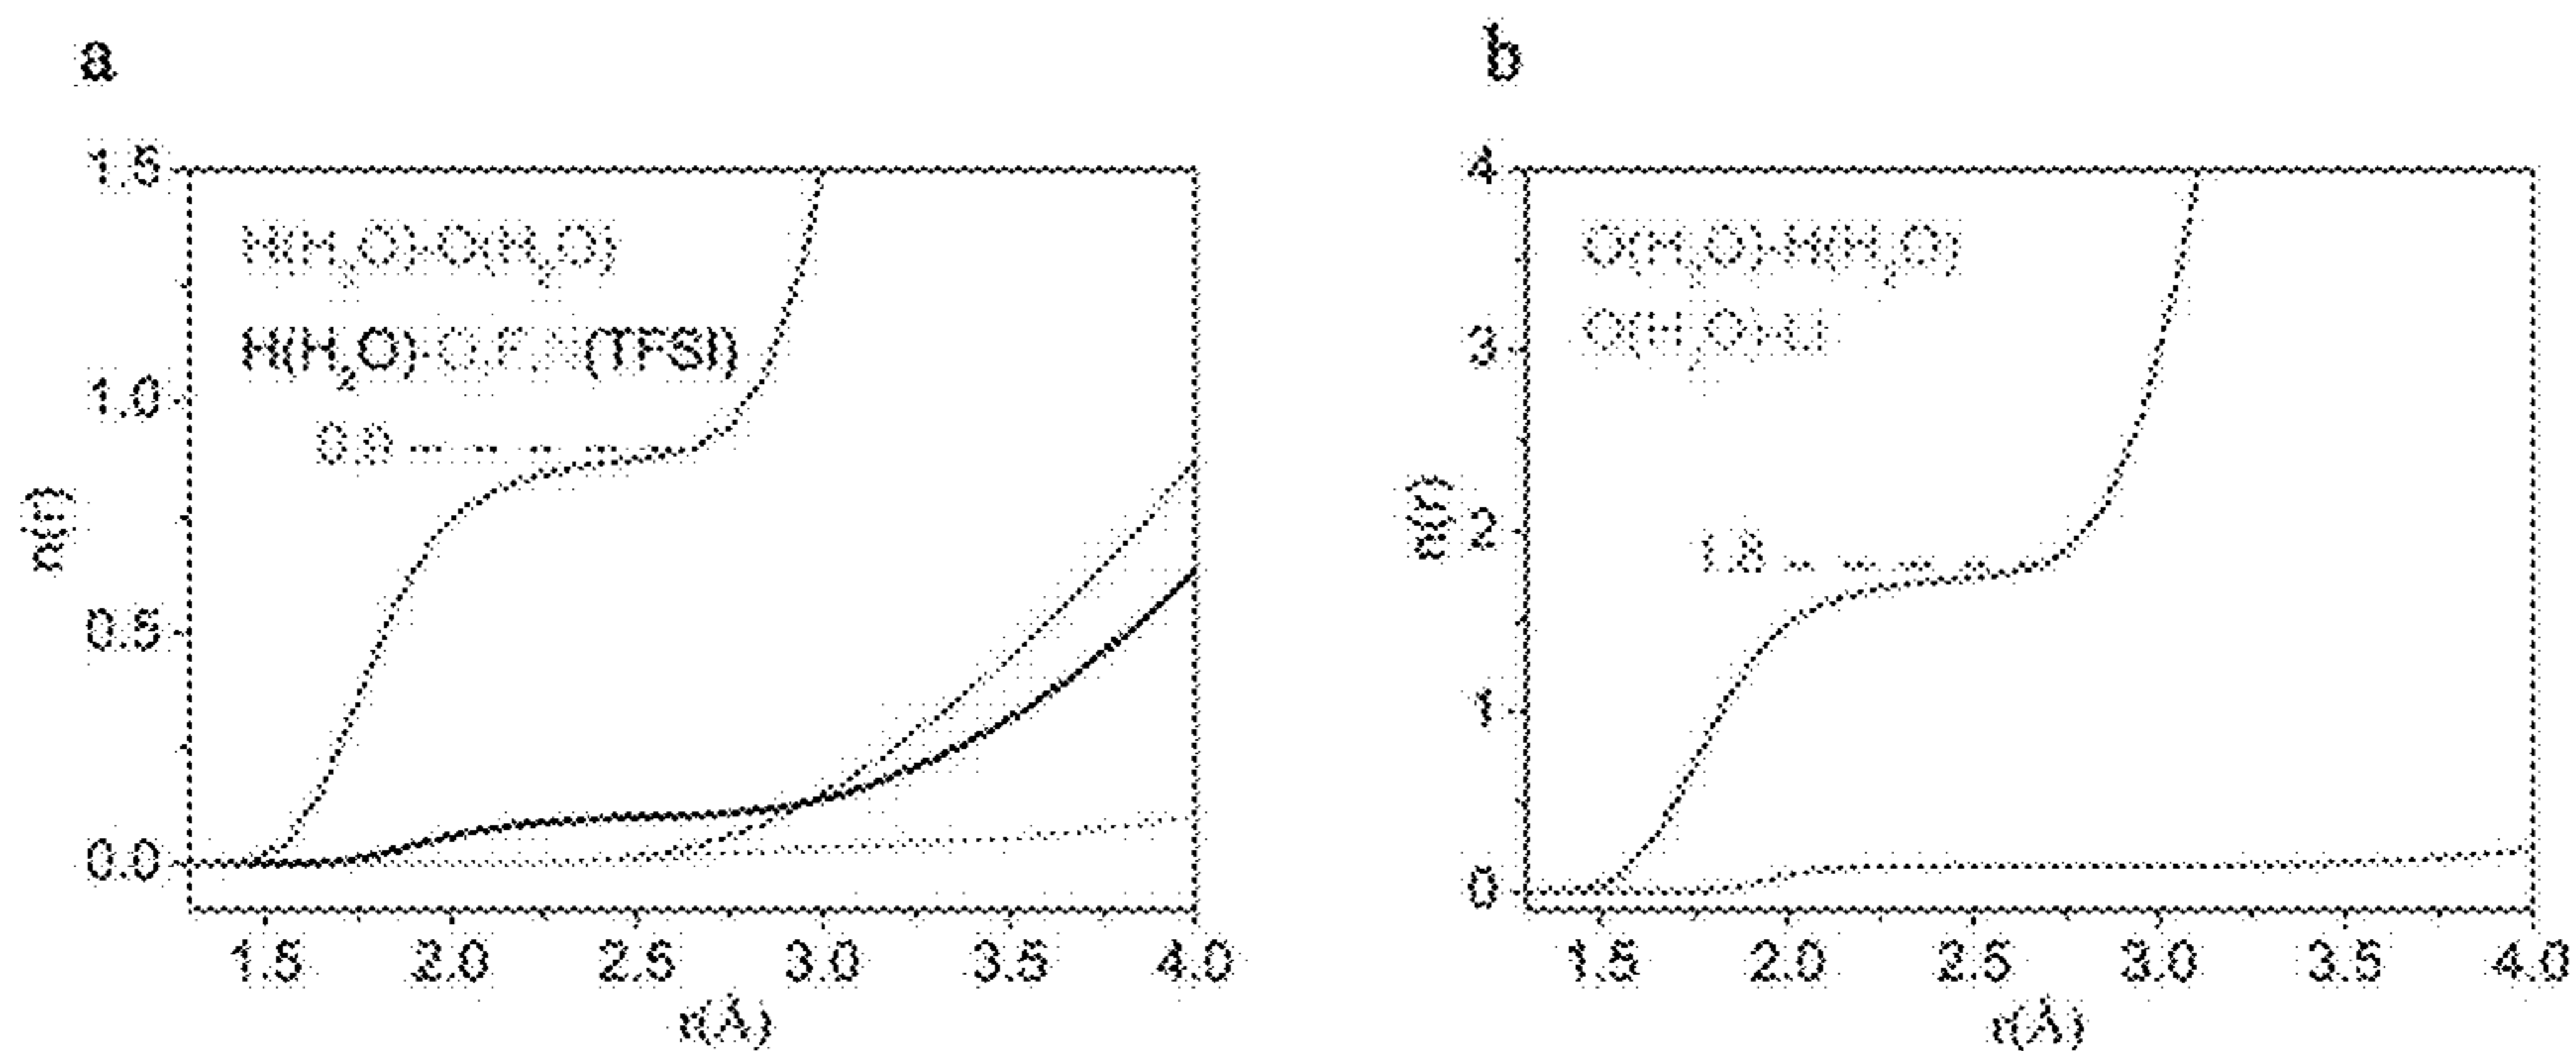 a
1.5
H(H₂O)-O(H₂O)
H(H₂O)-O,F,N(TFSI)
1.0
0.9
n(r)
0.5
0.0
1.5 2.0 2.5 3.0 3.5 4.0
r(Å)
b
4
O(H₂O)-H(H₂O)
O(H₂O)-Li
3
n(r)
2
1.8
1
0
1.5 2.0 2.5 3.0 3.5 4.0
r(Å)